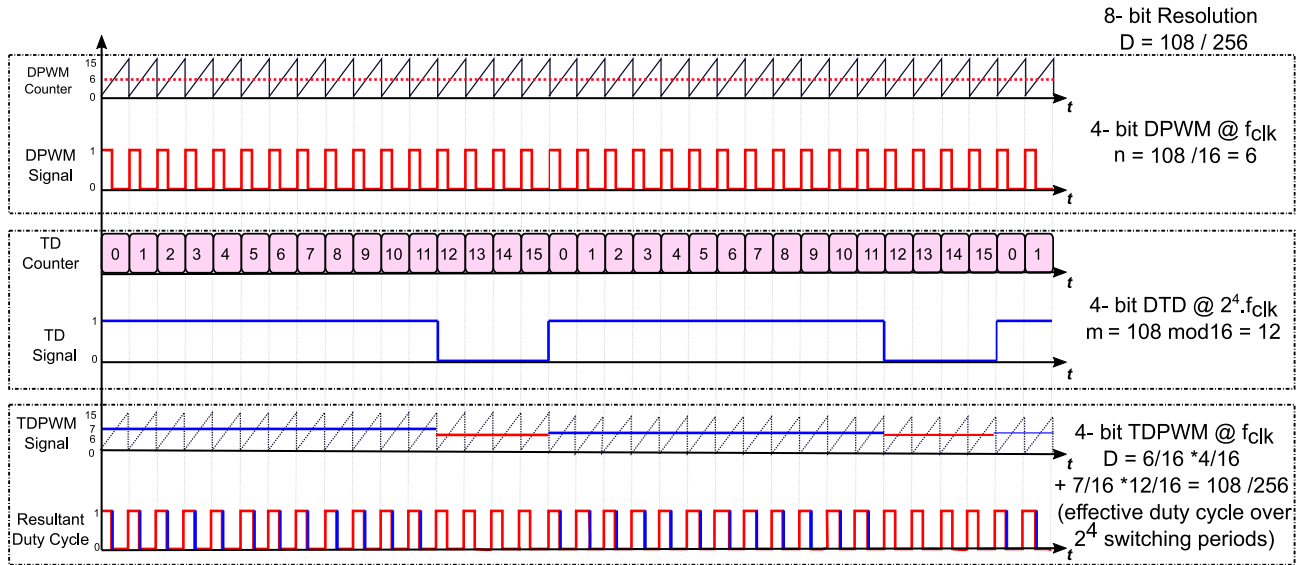 8- bit Resolution
D = 108 / 256
DPWM
Counter
15
6
0
t
4- bit DPWM @ fclk
n = 108 /16 = 6
DPWM
Signal
1
0
t
TD
Counter
0 1 2 3 4 5 6 7 8 9 10 11 12 13 14 15 0 1 2 3 4 5 6 7 8 9 10 11 12 13 14 15 0 1
t
4- bit DTD @ 2⁴.fclk
m = 108 mod16 = 12
TD
Signal
1
0
t
TDPWM
Signal
15
7
6
0
t
4- bit TDPWM @ fclk
D = 6/16 *4/16
+ 7/16 *12/16 = 108 /256
(effective duty cycle over
2⁴ switching periods)
Resultant
Duty Cycle
1
0
t